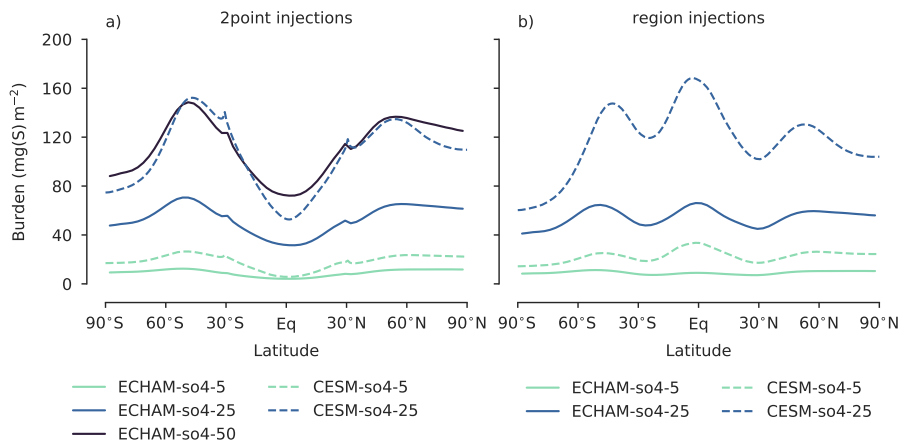 a) 2point injections
b) region injections
Burden (mg(S) m⁻²)
200
160
120
80
40
0
90°S 60°S 30°S Eq 30°N 60°N 90°N
90°S 60°S 30°S Eq 30°N 60°N 90°N
Latitude
Latitude
ECHAM-so4-5 CESM-so4-5
ECHAM-so4-25 CESM-so4-25
ECHAM-so4-50
ECHAM-so4-5 CESM-so4-5
ECHAM-so4-25 CESM-so4-25